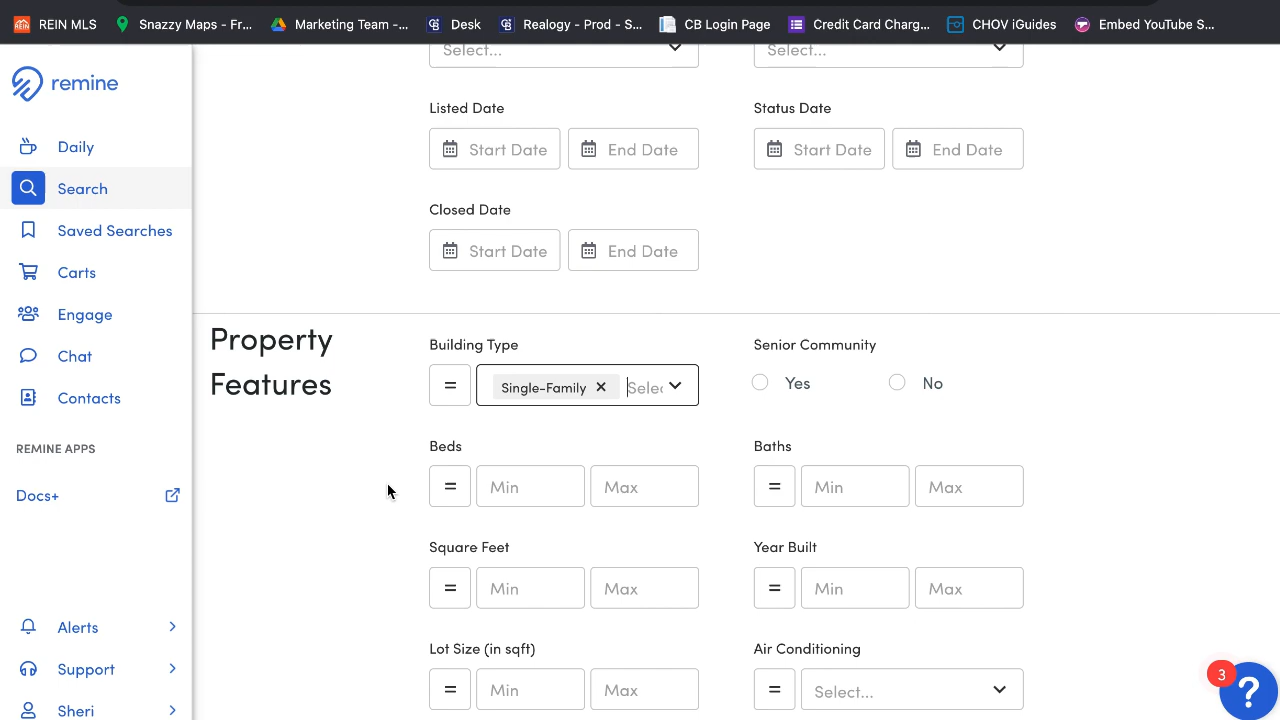 REIN MLS Snazzy Maps - Fr... Marketing Team -... Desk Realogy - Prod - S... CB Login Page Credit Card Charg... CHOV iGuides Embed YouTube S...
remine
Daily
Search
Saved Searches
Carts
Engage
Chat
Contacts
REMINE APPS
Docs+
Alerts
Support
Sheri
Select... Select...
Listed Date Status Date
Start Date End Date Start Date End Date
Closed Date
Start Date End Date
Property
Features
Building Type Senior Community
= Single-Family × Selec Yes No
Beds Baths
= Min Max = Min Max
Square Feet Year Built
= Min Max = Min Max
Lot Size (in sqft) Air Conditioning
= Min Max = Select...
3
?